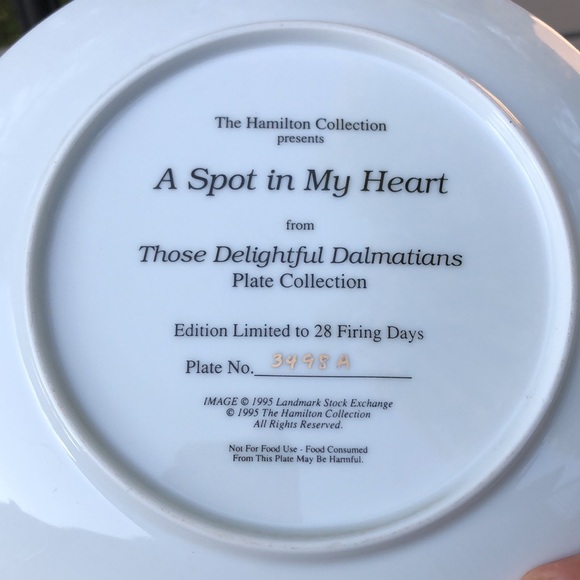 The Hamilton Collection
presents
A Spot in My Heart
from
Those Delightful Dalmatians
Plate Collection
Edition Limited to 28 Firing Days
Plate No. 3498A
IMAGE © 1995 Landmark Stock Exchange
© 1995 The Hamilton Collection
All Rights Reserved.
Not For Food Use - Food Consumed
From This Plate May Be Harmful.